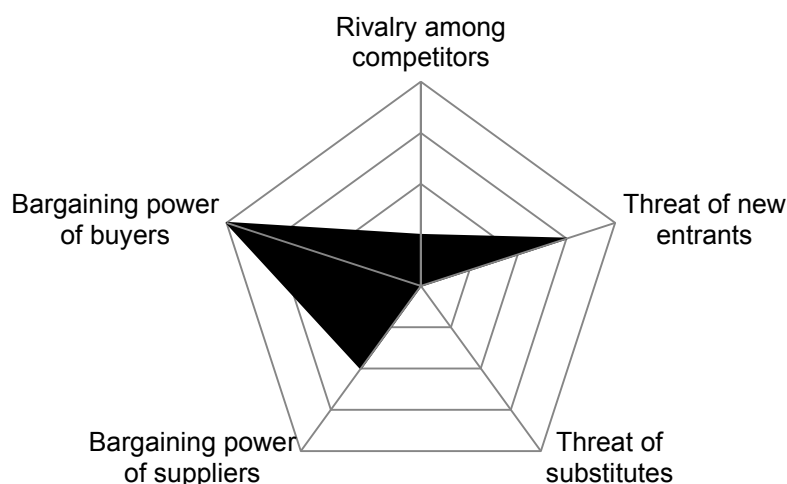 Rivalry among
competitors
Bargaining power
of buyers
Threat of new
entrants
Bargaining power
of suppliers
Threat of
substitutes